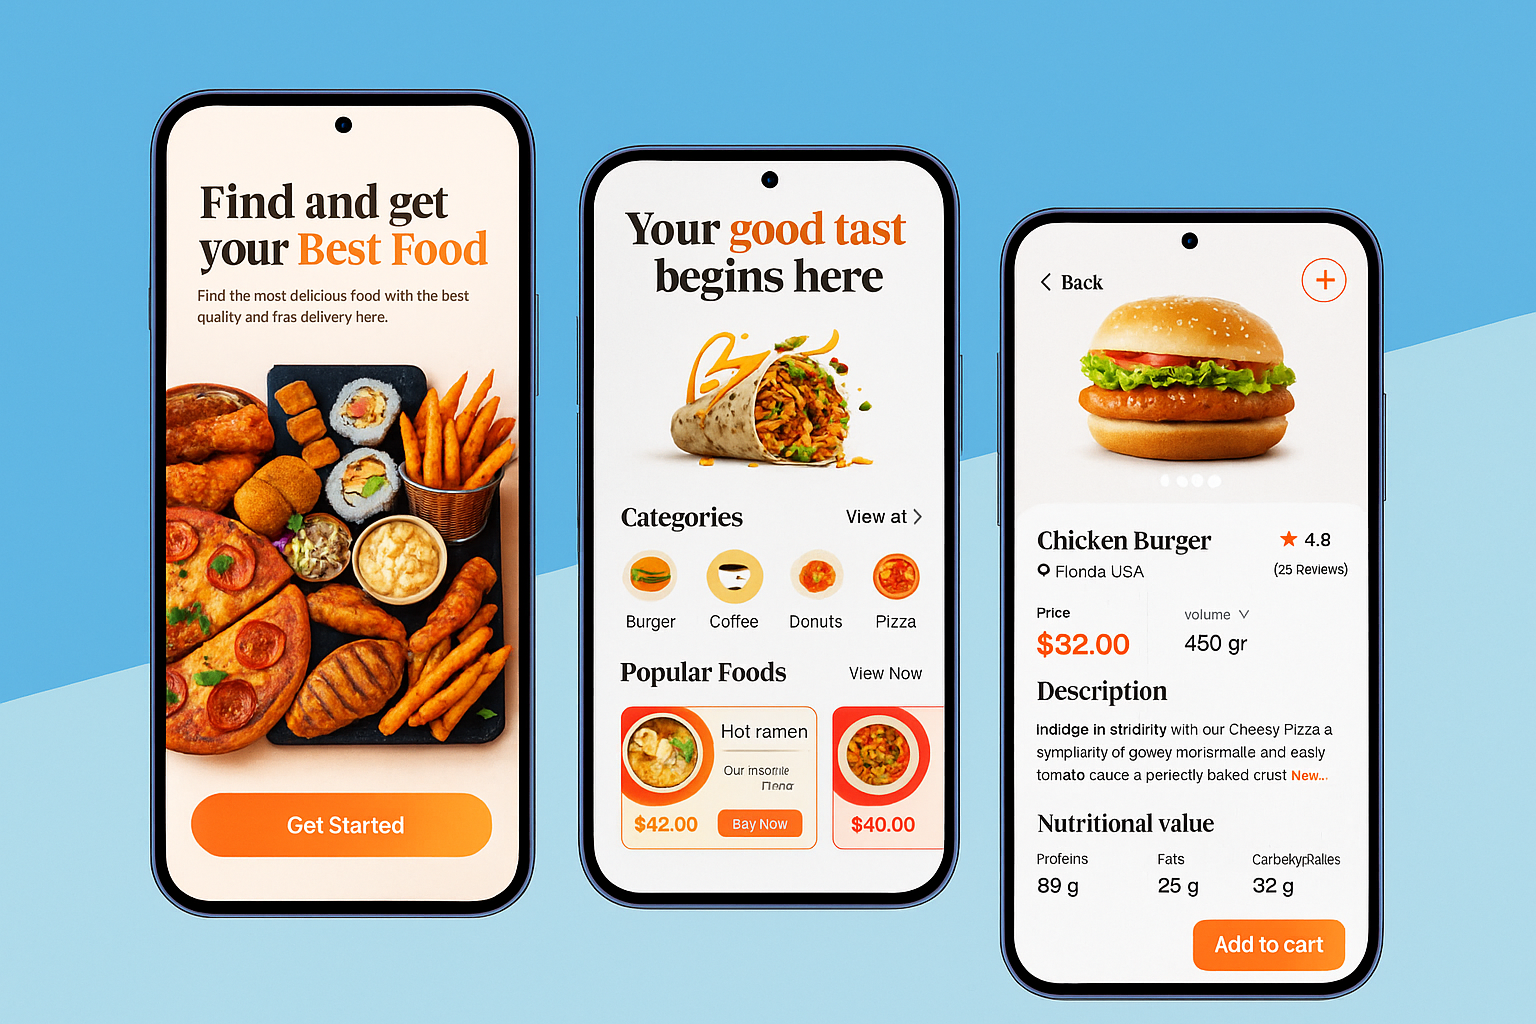 Find and get
your Best Food
Find the most delicious food with the best
quality and fras delivery here.
Get Started
Your good tast
begins here
Categories
View at >
Burger
Coffee
Donuts
Pizza
Popular Foods
View Now
Hot ramen
Our
$42.00
Bay Now
$40.00
< Back
+
Chicken Burger
4.8
Flonda USA
(25 Reviews)
Price
volume
$32.00
450 gr
Description
Indidge in stridirity with our Cheesy Pizza a
sympliarity of gowey morisrmalle and easly
tomato cauce a periectly baked crust New...
Nutritional value
Profeins
Fats
89 g
25 g
32 g
Add to cart